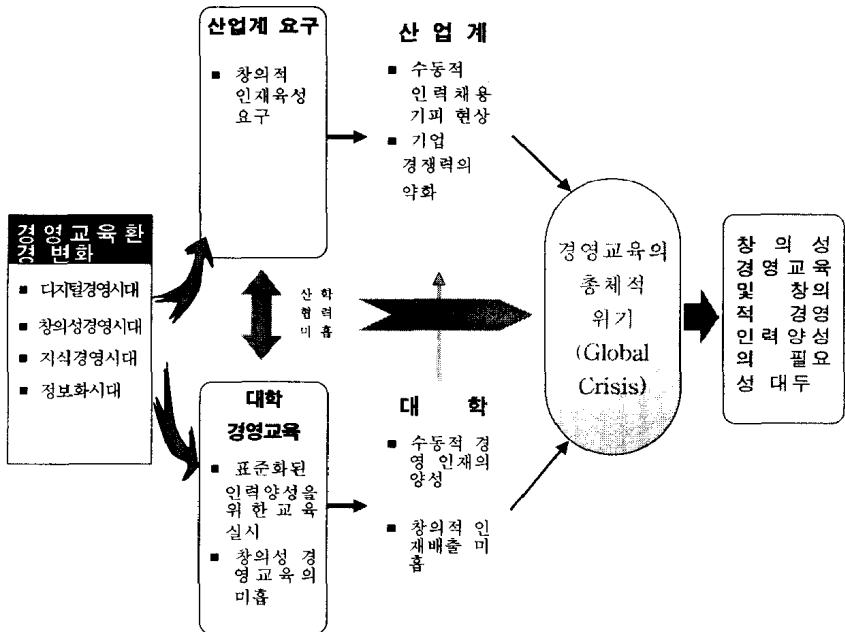 경영교육환
경 변화
■ 디지털경영시대
■ 창의성경영시대
■ 지식경영시대
■ 정보화시대
산업계 요구
■ 창의적
인재육성
요구
산 업 계
■ 수동적
인력채용
기피 현상
■ 기업
경쟁력의
약화
산 학
협 력
미 흡
대학
경영교육
■ 표준화된
인력양성을
위한 교육
실시
■ 창의성 경
영교육의
미흡
대 학
■ 수동적 경
영 인재의
양성
■ 창의적 인
재배출 미
흡
경영교육의
총체적
위기
(Global
Crisis)
창 의 성
경영교육
및 창의
적 경영
인력양성
의 필요
성 대두